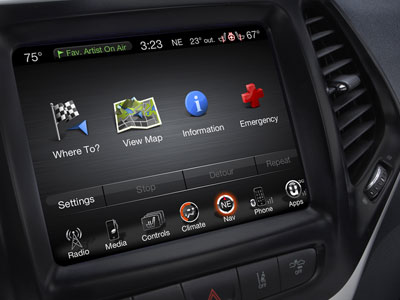 75° Fav. Artist On Air 3:23 NE 23° out. 67°
Where To? View Map Information Emergency
Settings Stop Detour Repeat
Radio Media Controls Climate NE Nav Phone Apps